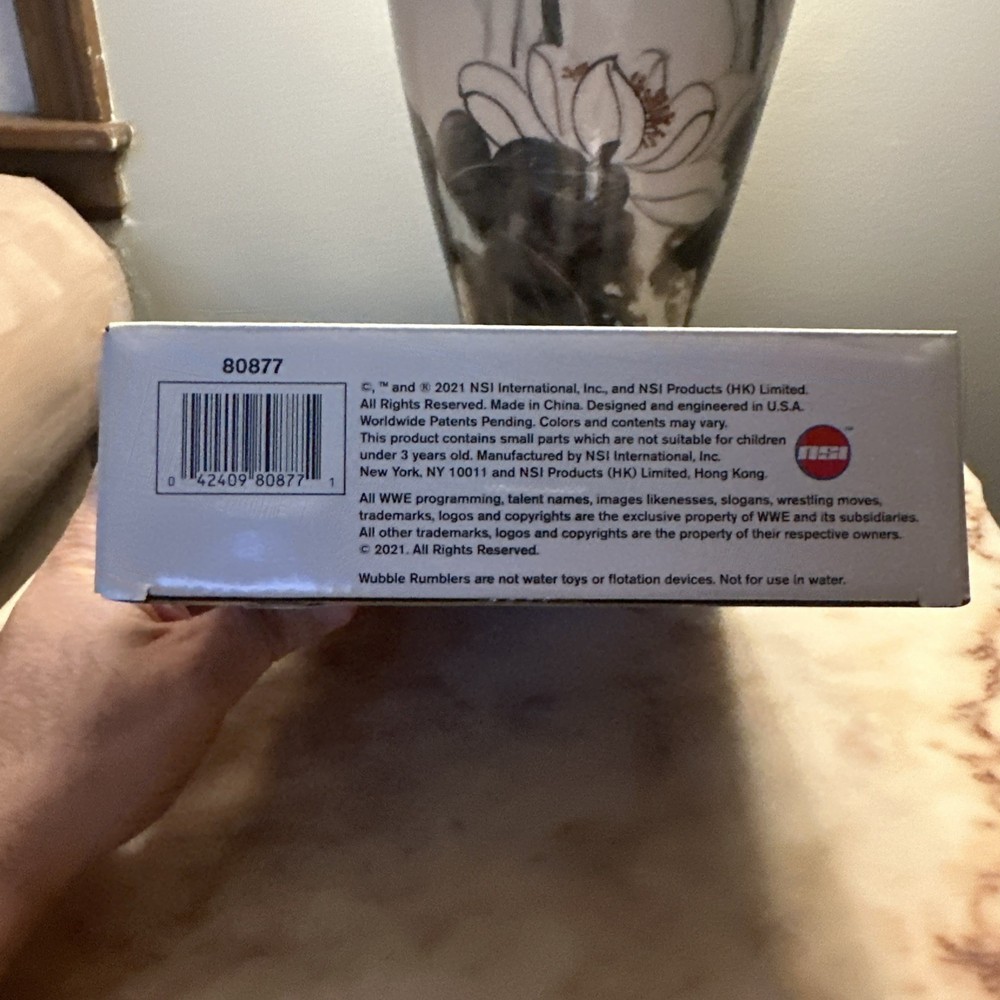 80877
0 42409 80877 1
©, ™ and ® 2021 NSI International, Inc., and NSI Products (HK) Limited.
All Rights Reserved. Made in China. Designed and engineered in U.S.A.
Worldwide Patents Pending. Colors and contents may vary.
This product contains small parts which are not suitable for children
under 3 years old. Manufactured by NSI International, Inc.
New York, NY 10011 and NSI Products (HK) Limited, Hong Kong.
All WWE programming, talent names, images likenesses, slogans, wrestling moves,
trademarks, logos and copyrights are the exclusive property of WWE and its subsidiaries.
All other trademarks, logos and copyrights are the property of their respective owners.
© 2021. All Rights Reserved.
Wubble Rumblers are not water toys or flotation devices. Not for use in water.